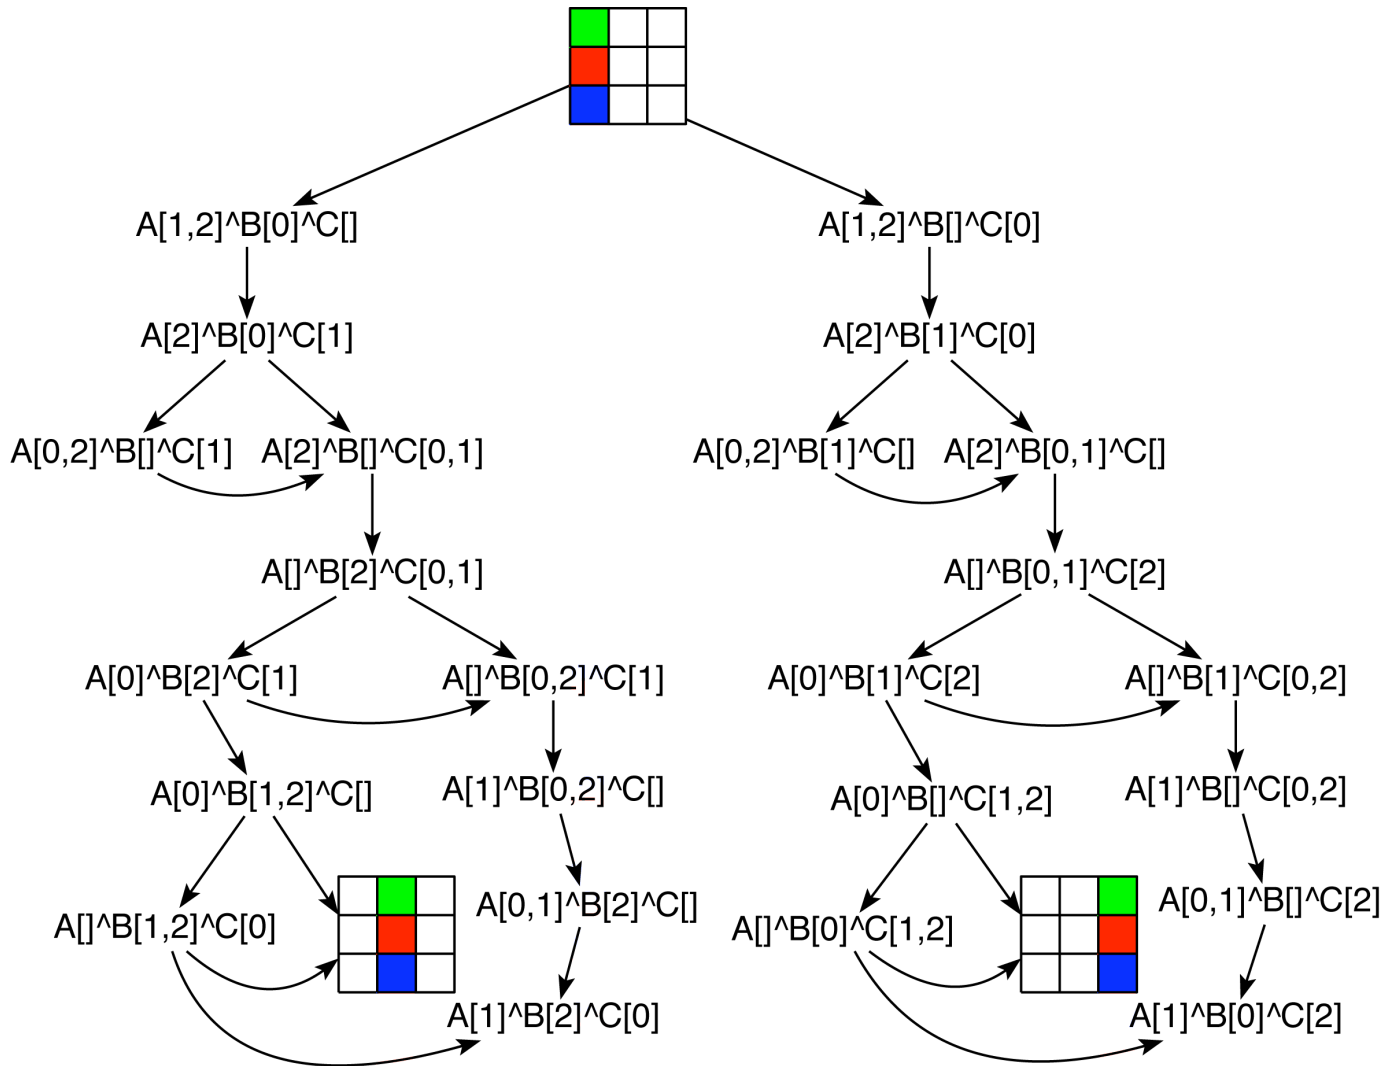 A[1,2]^B[0]^C[]
A[1,2]^B[]^C[0]
A[2]^B[0]^C[1]
A[2]^B[1]^C[0]
A[0,2]^B[]^C[1]
A[2]^B[]^C[0,1]
A[0,2]^B[1]^C[]
A[2]^B[0,1]^C[]
A[]^B[2]^C[0,1]
A[]^B[0,1]^C[2]
A[0]^B[2]^C[1]
A[]^B[0,2]^C[1]
A[0]^B[1]^C[2]
A[]^B[1]^C[0,2]
A[0]^B[1,2]^C[]
A[1]^B[0,2]^C[]
A[0]^B[]^C[1,2]
A[1]^B[]^C[0,2]
A[]^B[1,2]^C[0]
A[0,1]^B[2]^C[]
A[]^B[0]^C[1,2]
A[0,1]^B[]^C[2]
A[1]^B[2]^C[0]
A[1]^B[0]^C[2]